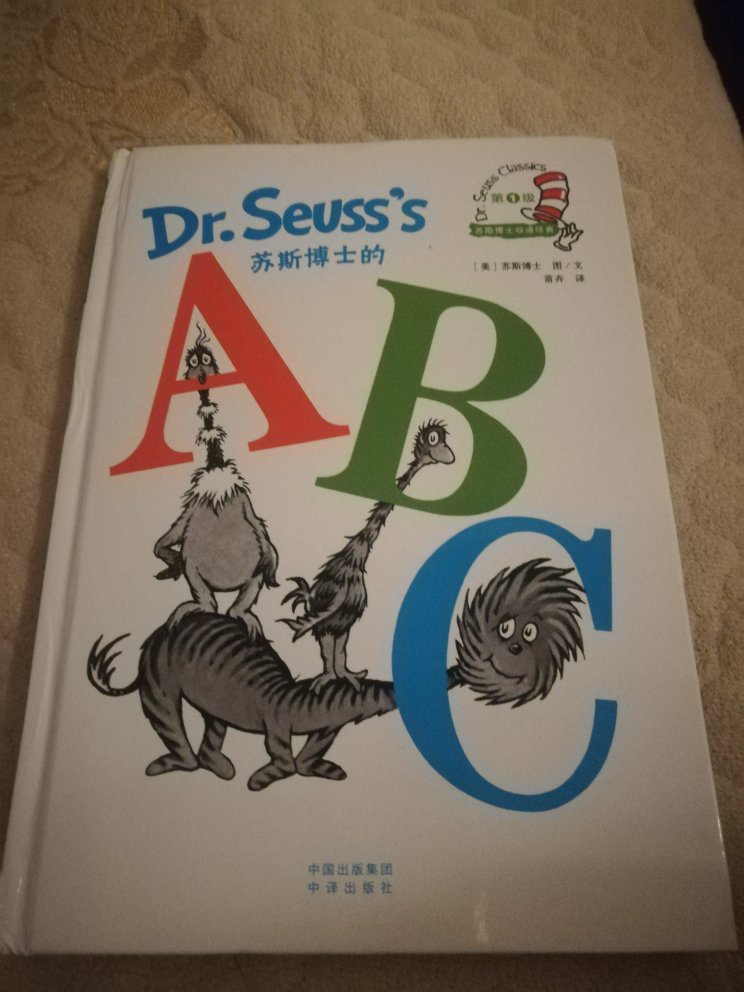 Dr. Seuss Classics
第1级
苏斯博士双语经典
Dr. Seuss's
苏斯博士的
[美] 苏斯博士 图/文
苗卉 译
A
B
C
中国出版集团
中译出版社